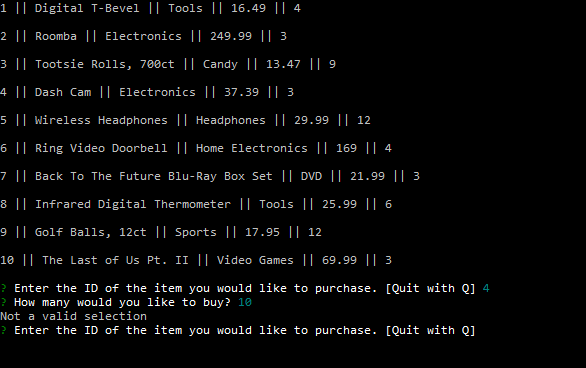 1 || Digital T-Bevel || Tools || 16.49 || 4
2 || Roomba || Electronics || 249.99 || 3
3 || Tootsie Rolls, 700ct || Candy || 13.47 || 9
4 || Dash Cam || Electronics || 37.39 || 3
5 || Wireless Headphones || Headphones || 29.99 || 12
6 || Ring Video Doorbell || Home Electronics || 169 || 4
7 || Back To The Future Blu-Ray Box Set || DVD || 21.99 || 3
8 || Infrared Digital Thermometer || Tools || 25.99 || 6
9 || Golf Balls, 12ct || Sports || 17.95 || 12
10 || The Last of Us Pt. II || Video Games || 69.99 || 3
? Enter the ID of the item you would like to purchase. [Quit with Q] 4
? How many would you like to buy? 10
Not a valid selection
? Enter the ID of the item you would like to purchase. [Quit with Q]